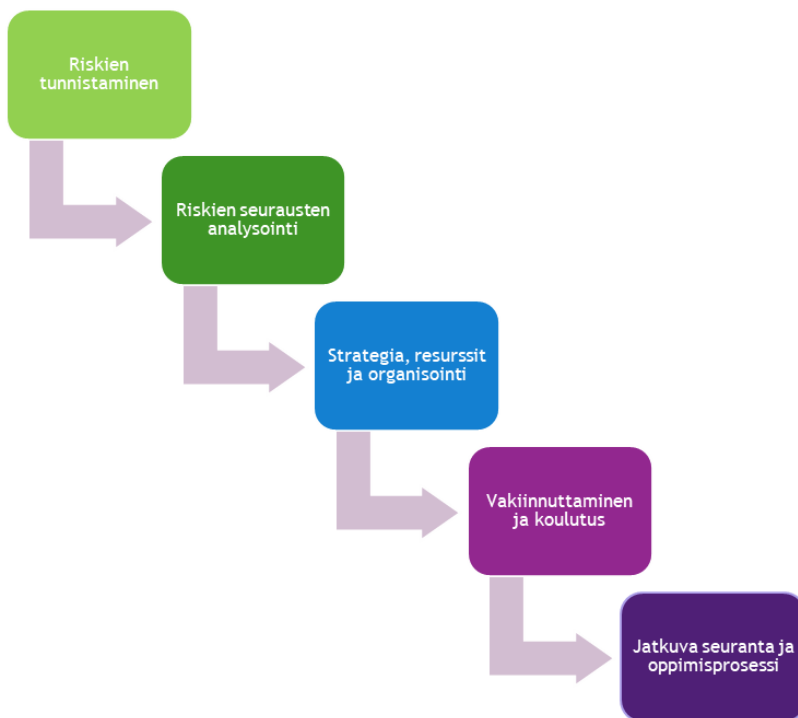 Riskien
tunnistaminen
Riskien seurausten
analysointi
Strategia, resurssit
ja organisointi
Vakiinnuttaminen
ja koulutus
Jatkuva seuranta ja
oppimisprosessi